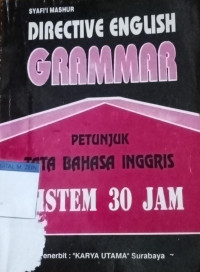 SYAFI'I MASHUR
DIRECTIVE ENGLISH
GRAMMAR
PETUNJUK
TATA BAHASA INGGRIS
SISTEM 30 JAM
Penerbit : "KARYA UTAMA" Surabaya